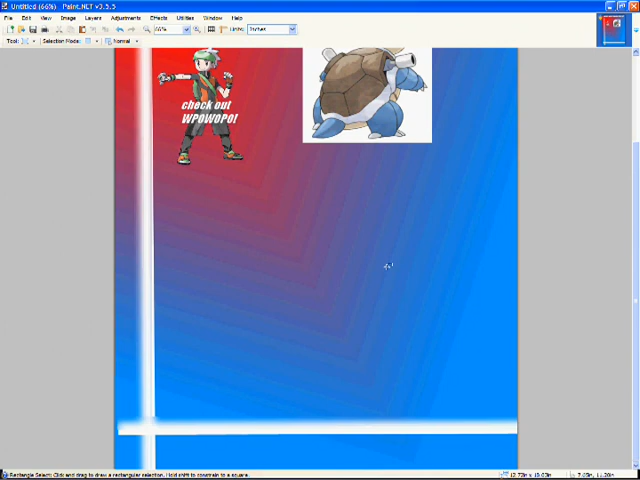 Untitled (66%) - Paint.NET v3.5.5
File Edit View Image Layers Adjustments Effects Utilities Window Help
66% Units: Inches
Tool: Selection Mode: Normal
check out
WPOWOPO!
Rectangle Select: Click and drag to draw a rectangular selection. Hold shift to constrain to a square.